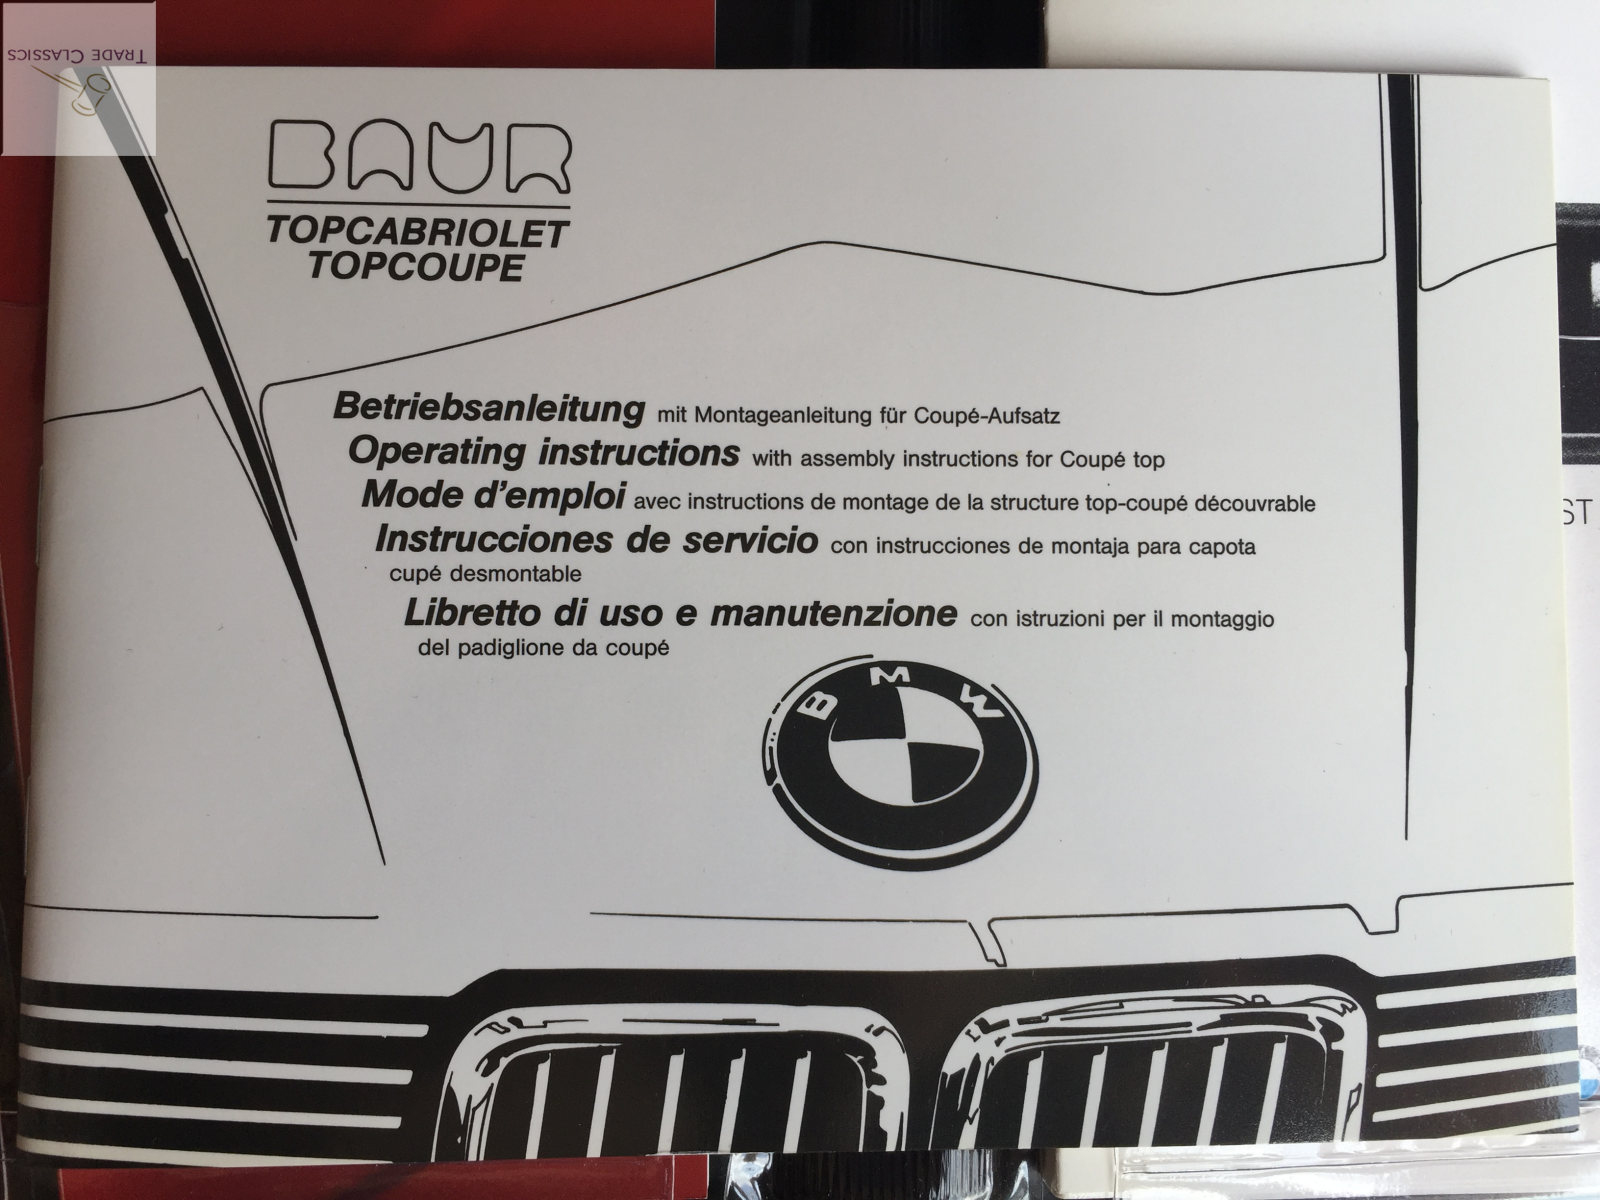 TRADE CLASSICS
BAUR
TOPCABRIOLET
TOPCOUPE
Betriebsanleitung mit Montageanleitung für Coupé-Aufsatz
Operating instructions with assembly instructions for Coupé top
Mode d'emploi avec instructions de montage de la structure top-coupé découvrable
Instrucciones de servicio con instrucciones de montaja para capota
cupé desmontable
Libretto di uso e manutenzione con istruzioni per il montaggio
del padiglione da coupé
BMW